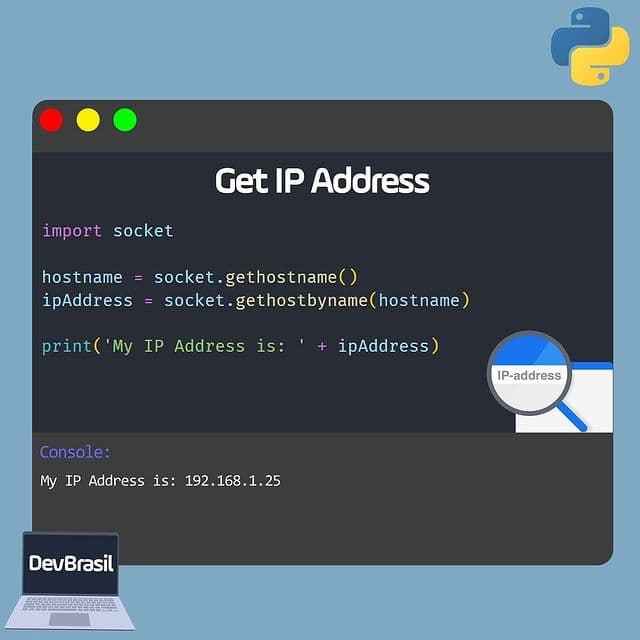 Get IP Address
import socket
hostname = socket.gethostname()
ipAddress = socket.gethostbyname(hostname)
print('My IP Address is: ' + ipAddress)
IP-address
Console:
My IP Address is: 192.168.1.25
DevBrasil